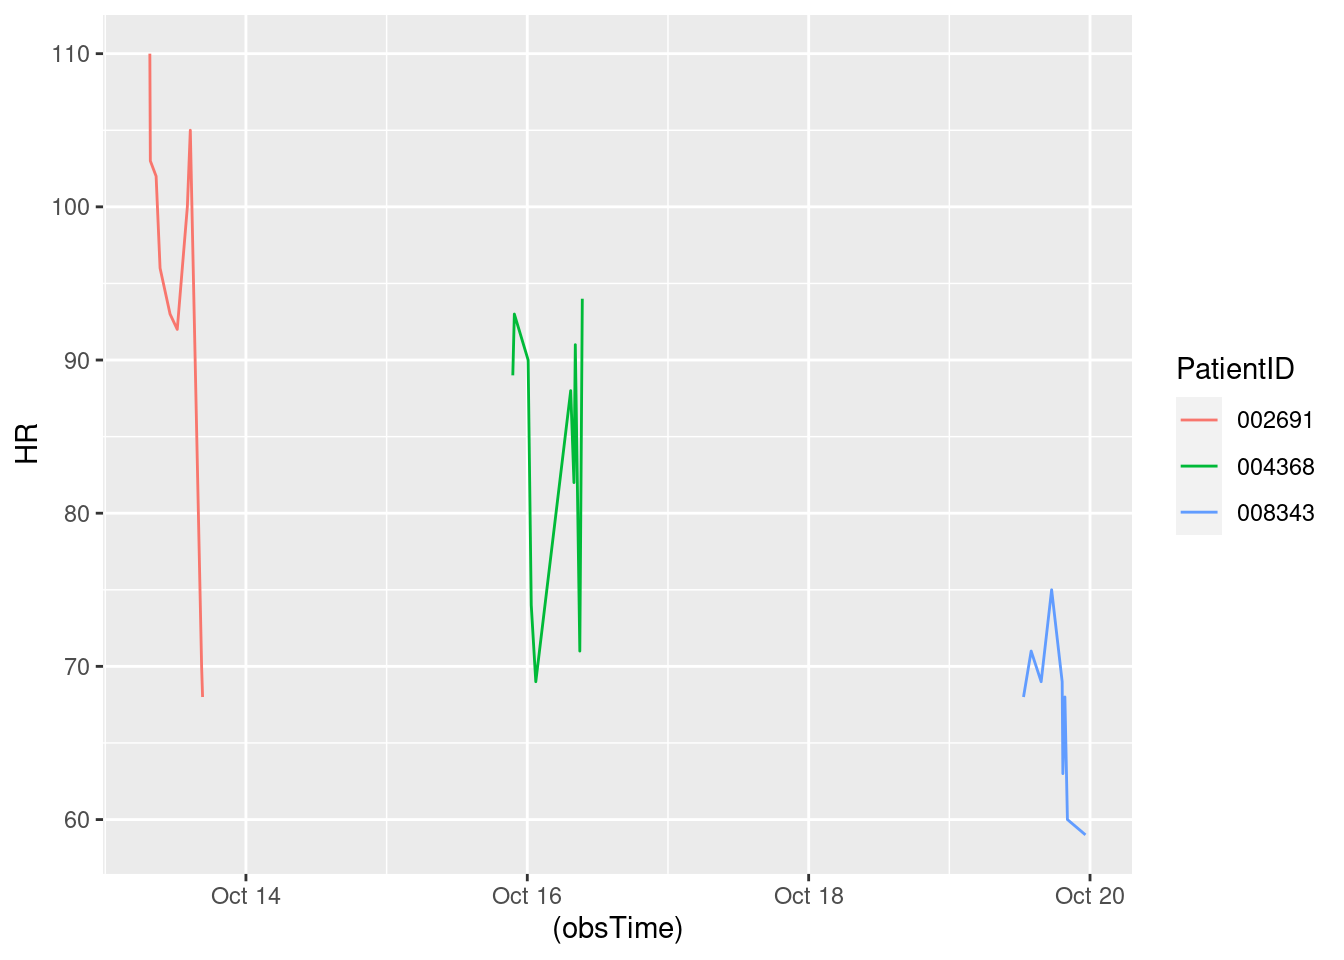 110
100
90
80
70
60
HR
Oct 14
Oct 16
Oct 18
Oct 20
(obsTime)
PatientID
002691
004368
008343